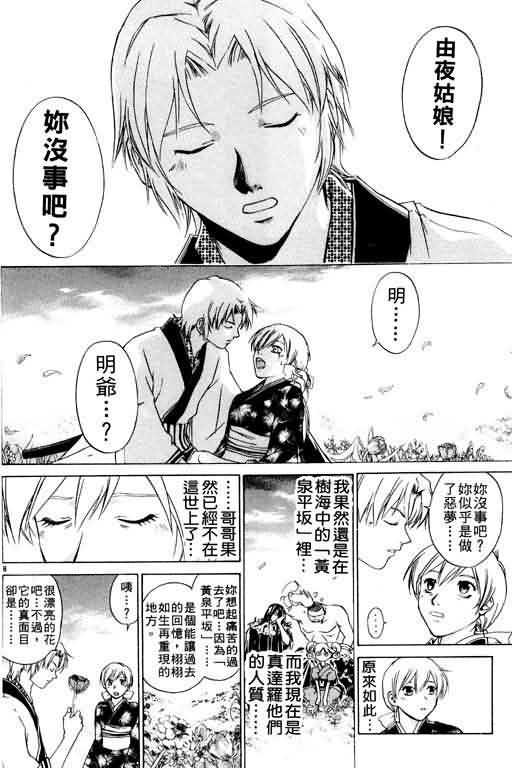 由夜姑娘！
妳沒事吧？
明……
明爺
…？
妳沒事吧？
妳似乎是做
了惡夢…
…
原來如此…
我果然還是在
樹海中的「黃
泉平坂」裡…
而我現在是
真達羅他們
的人質……
……哥哥果
然已經不在
這世上了…
妳想起痛苦的過
去了吧…因為「
黃泉平坂」…
是個能讓過去
的回憶，栩栩
如生再重現的
地方。
咦…？
很漂亮的花
吧…不過，
它的真面目
卻是……